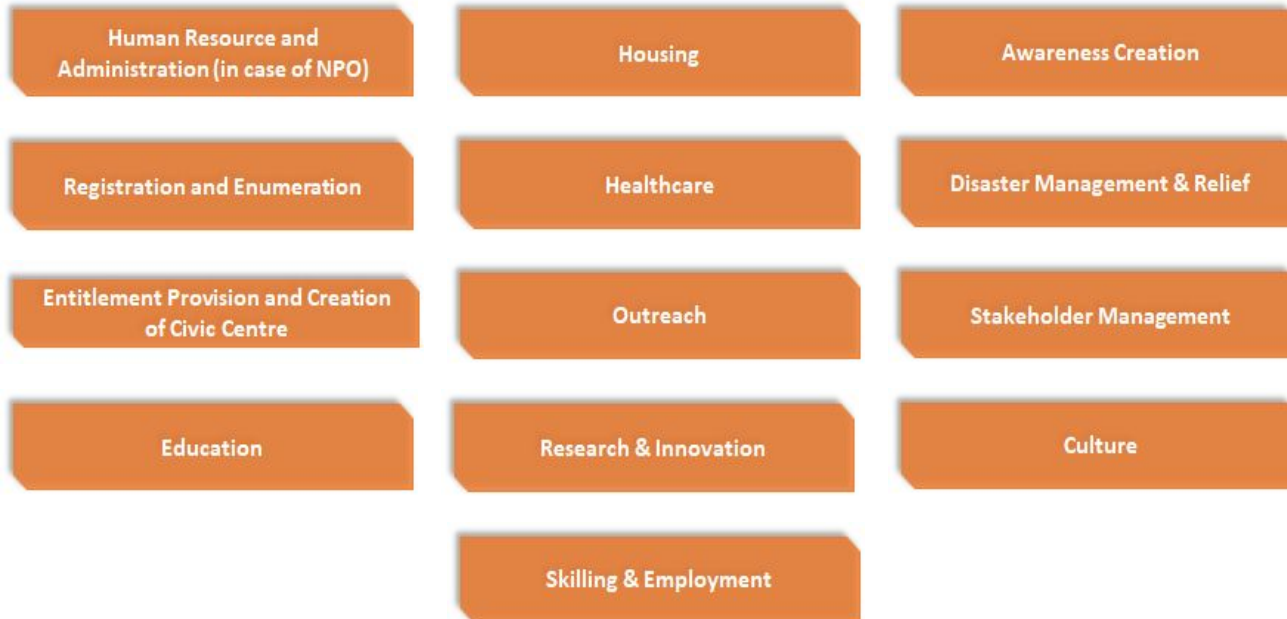 Human Resource and
Administration (in case of NPO)
Housing
Awareness Creation
Registration and Enumeration
Healthcare
Disaster Management & Relief
Entitlement Provision and Creation
of Civic Centre
Outreach
Stakeholder Management
Education
Research & Innovation
Culture
Skilling & Employment